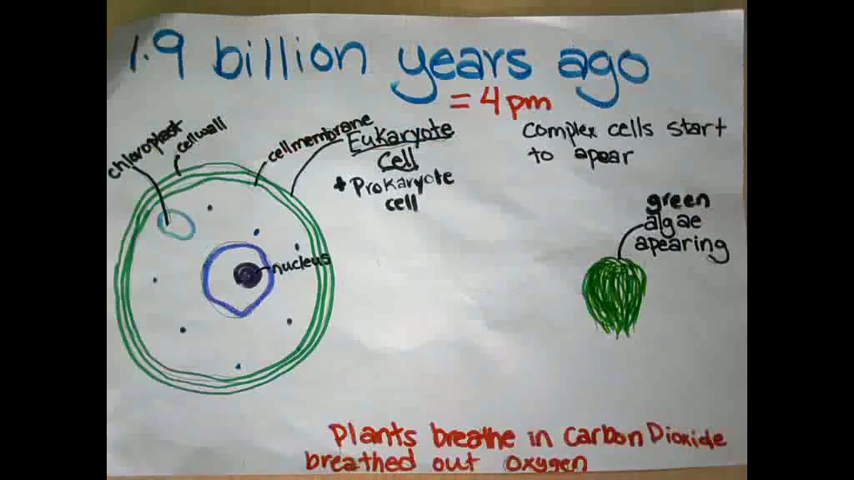 1.9 billion years ago
= 4 pm
chloroplast
cellwall
cellmembrane
Eukaryote
Cell
+ Prokaryote
cell
Complex cells start
to apear
nucleus
green
algae
apearing
Plants breathe in Carbon Dioxide
breathed out oxygen